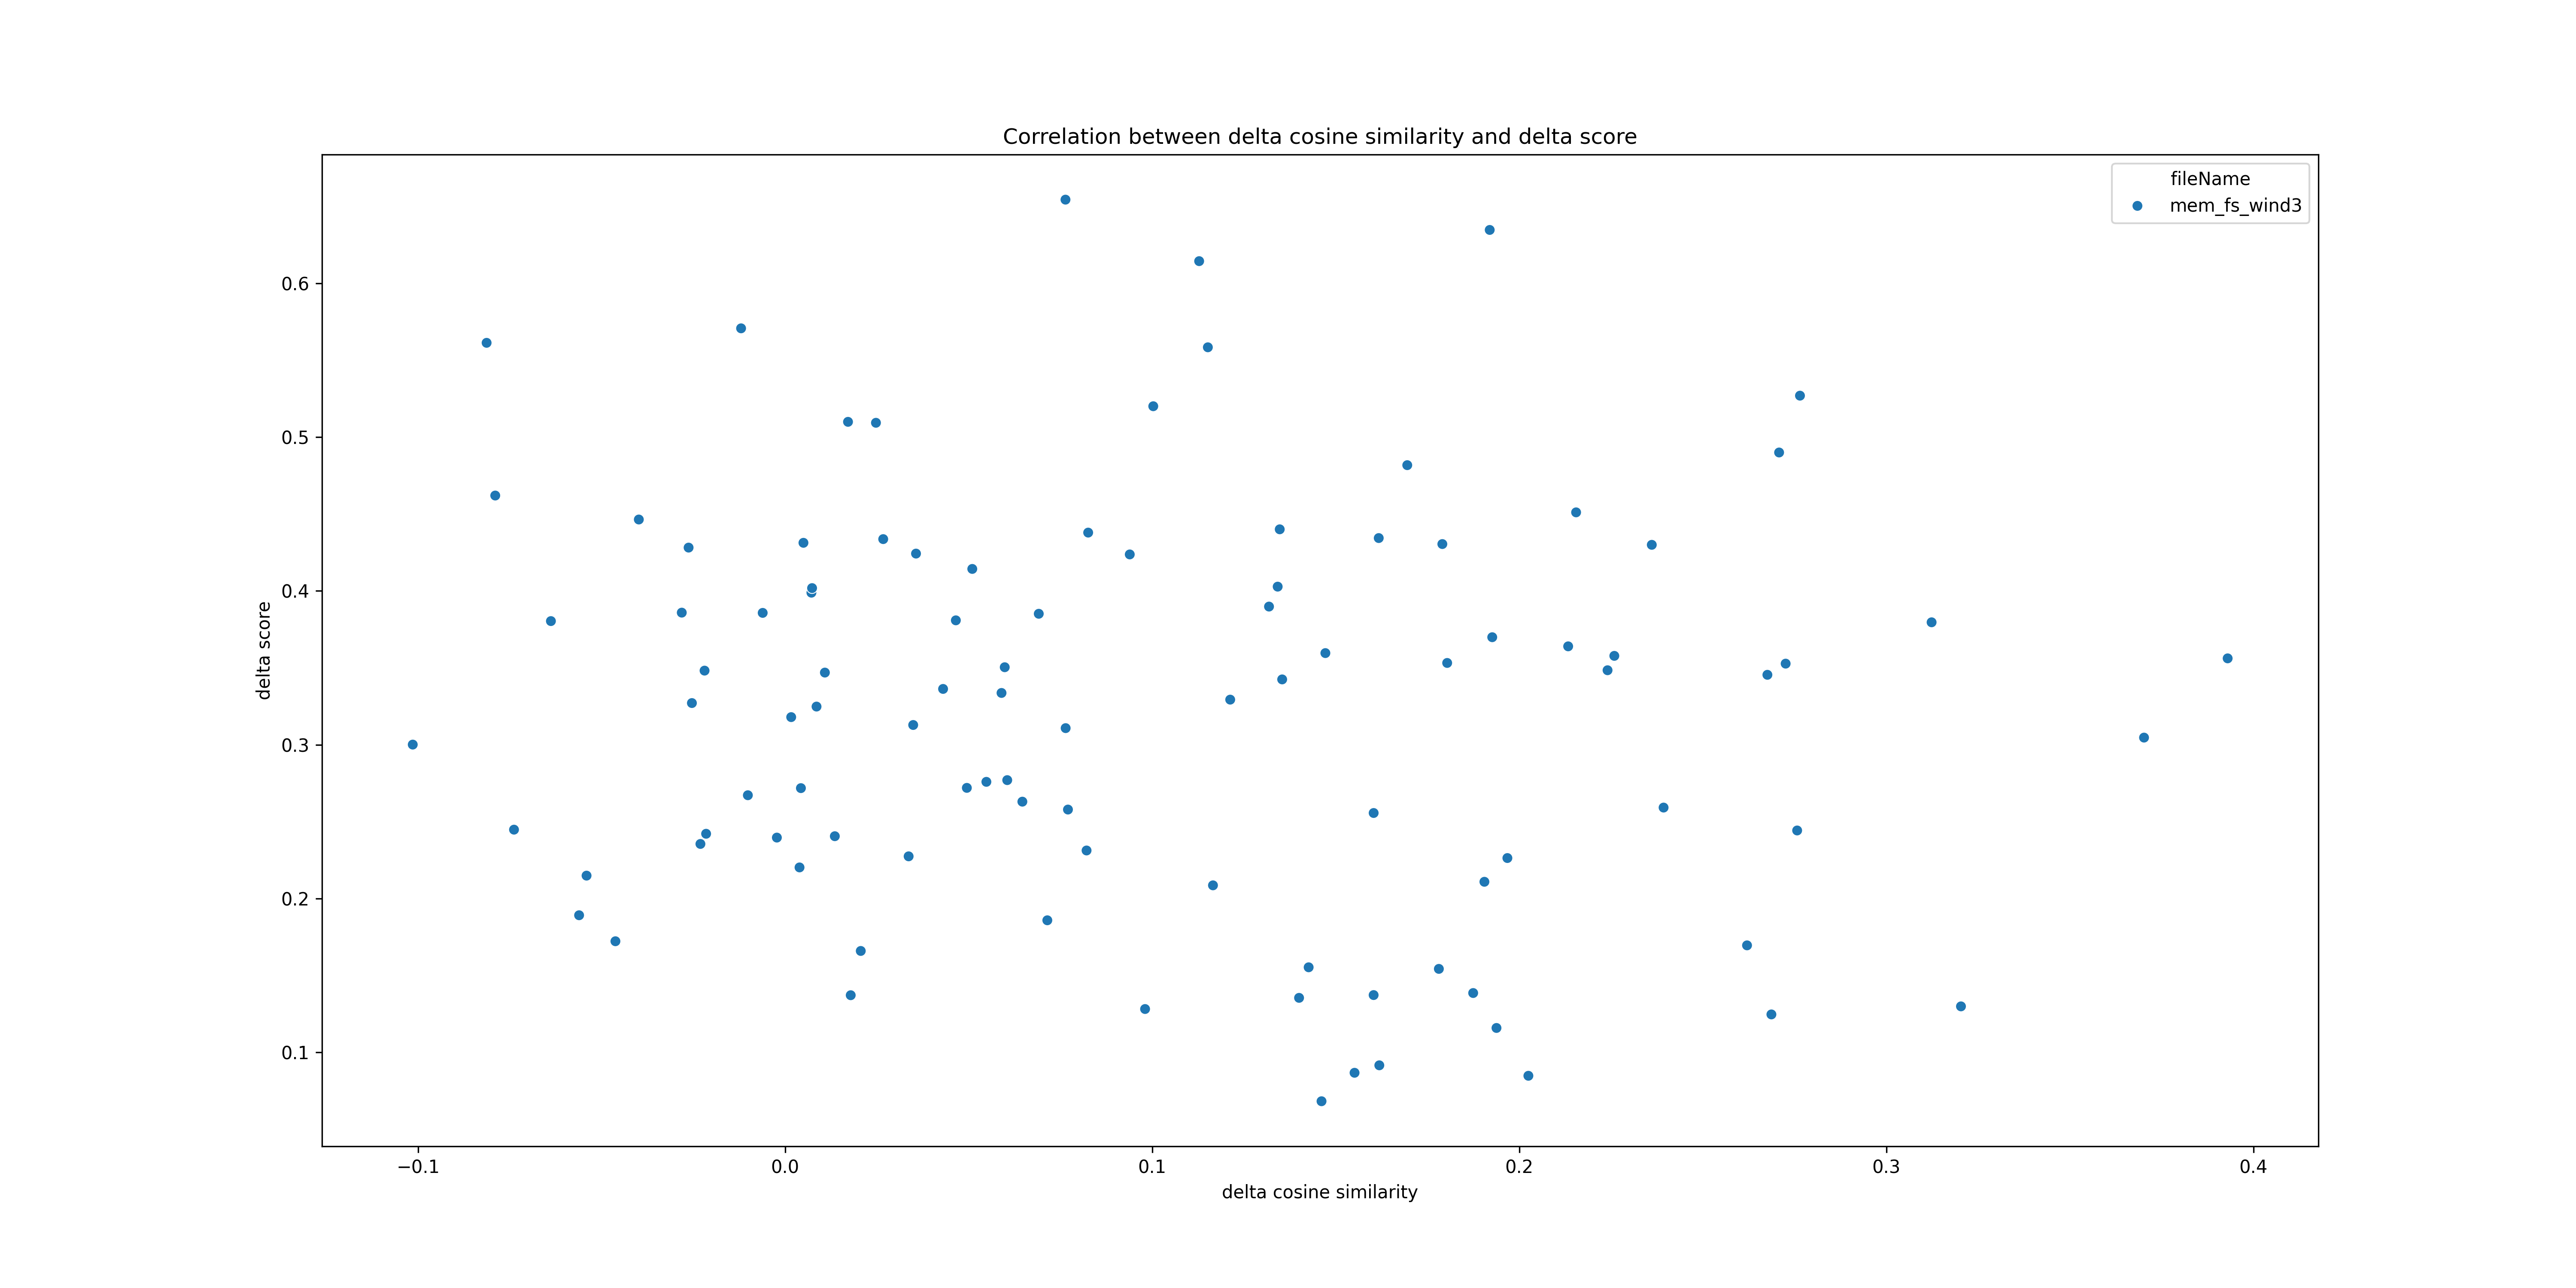 Correlation between delta cosine similarity and delta score
fileName
mem_fs_wind3
0.6
0.5
0.4
0.3
0.2
0.1
delta score
−0.1
0.0
0.1
0.2
0.3
0.4
delta cosine similarity